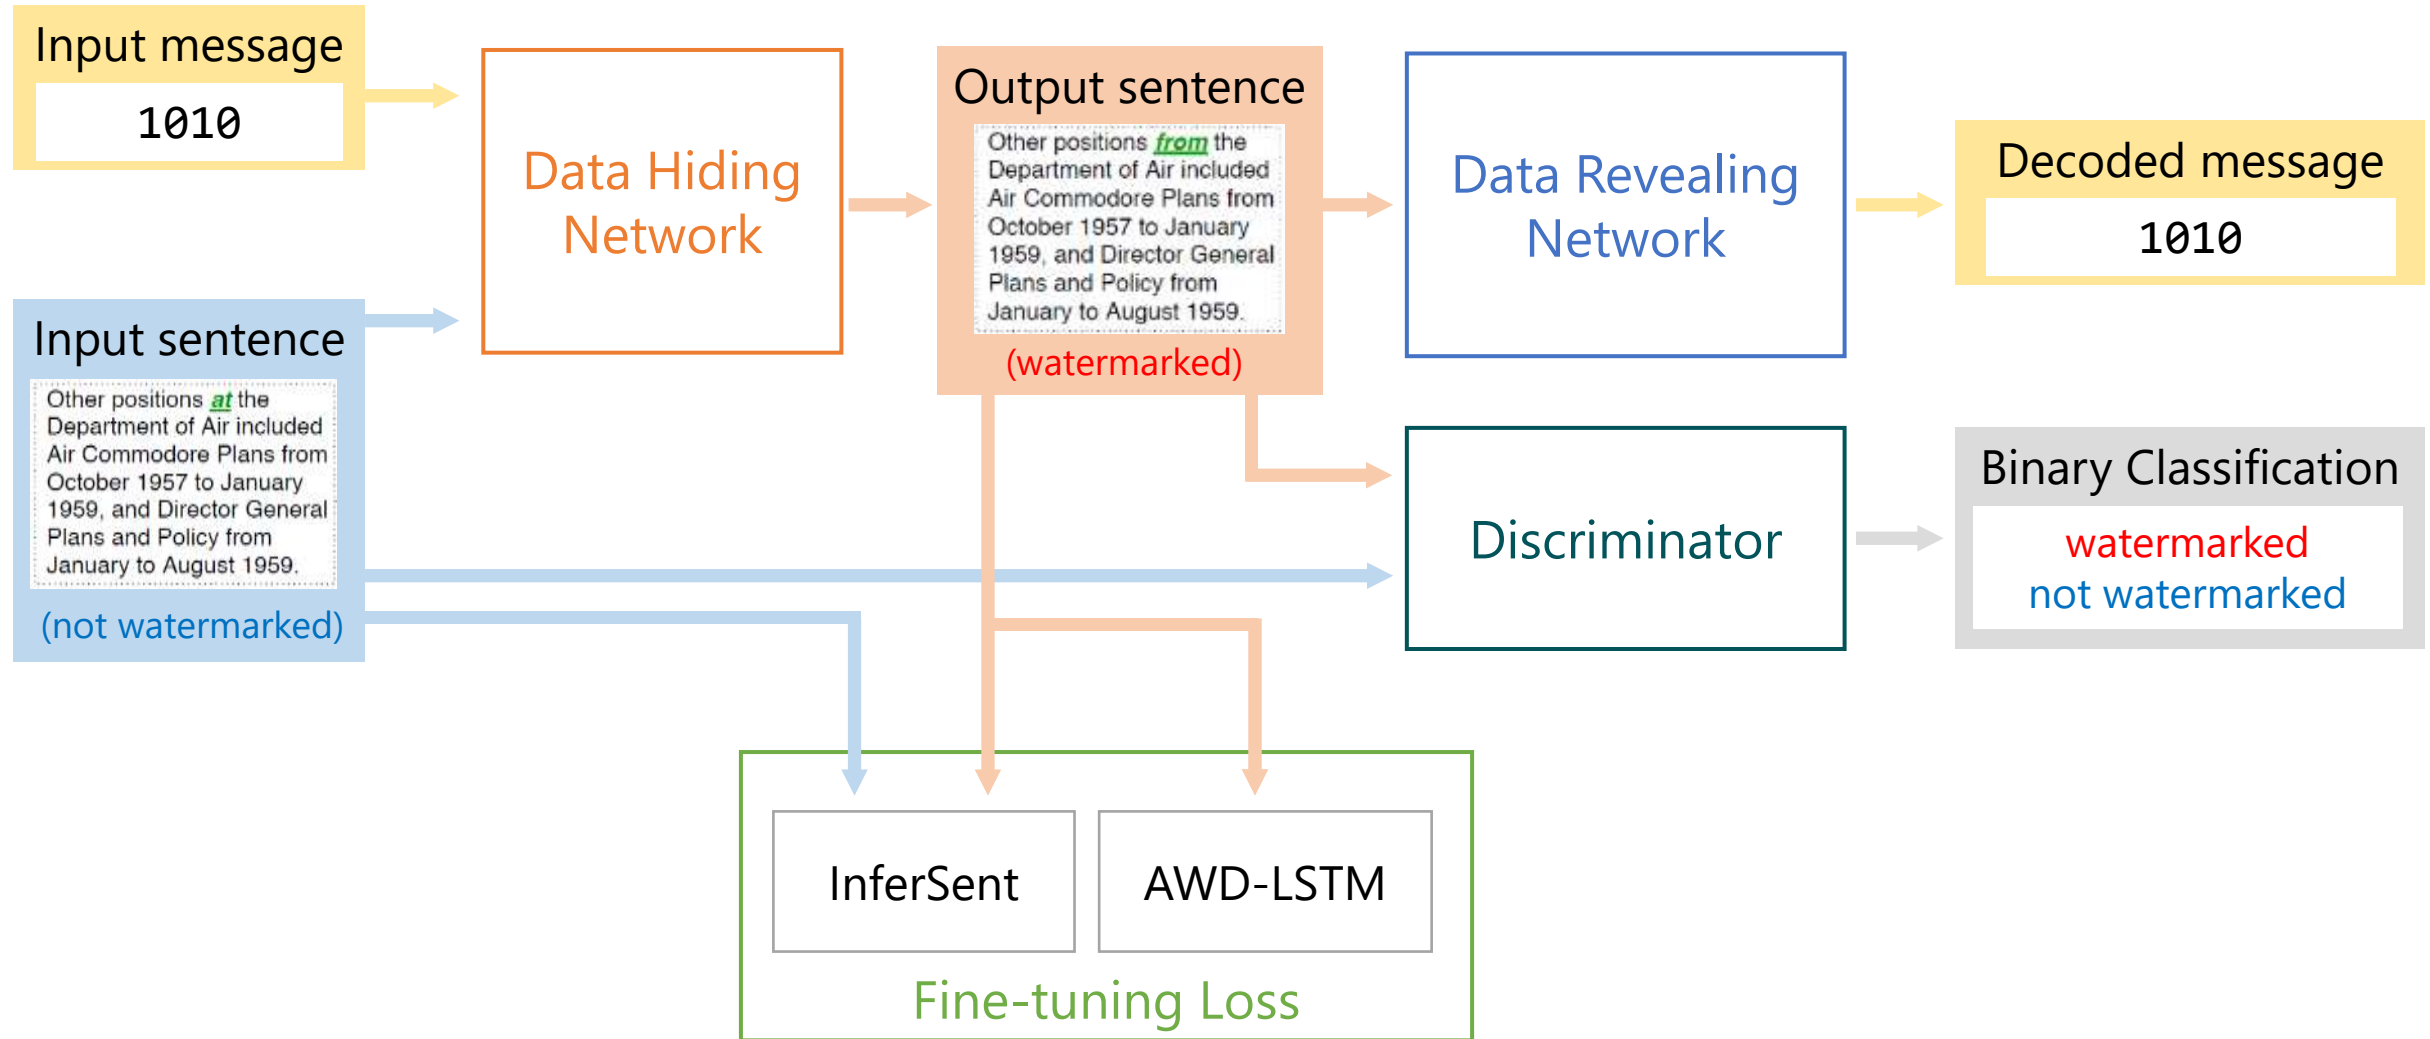 Input message
1010
Input sentence
Other positions at the
Department of Air included
Air Commodore Plans from
October 1957 to January
1959, and Director General
Plans and Policy from
January to August 1959.
(not watermarked)
Data Hiding
Network
Output sentence
Other positions from the
Department of Air included
Air Commodore Plans from
October 1957 to January
1959, and Director General
Plans and Policy from
January to August 1959.
(watermarked)
Data Revealing
Network
Decoded message
1010
Discriminator
Binary Classification
watermarked
not watermarked
InferSent
AWD-LSTM
Fine-tuning Loss